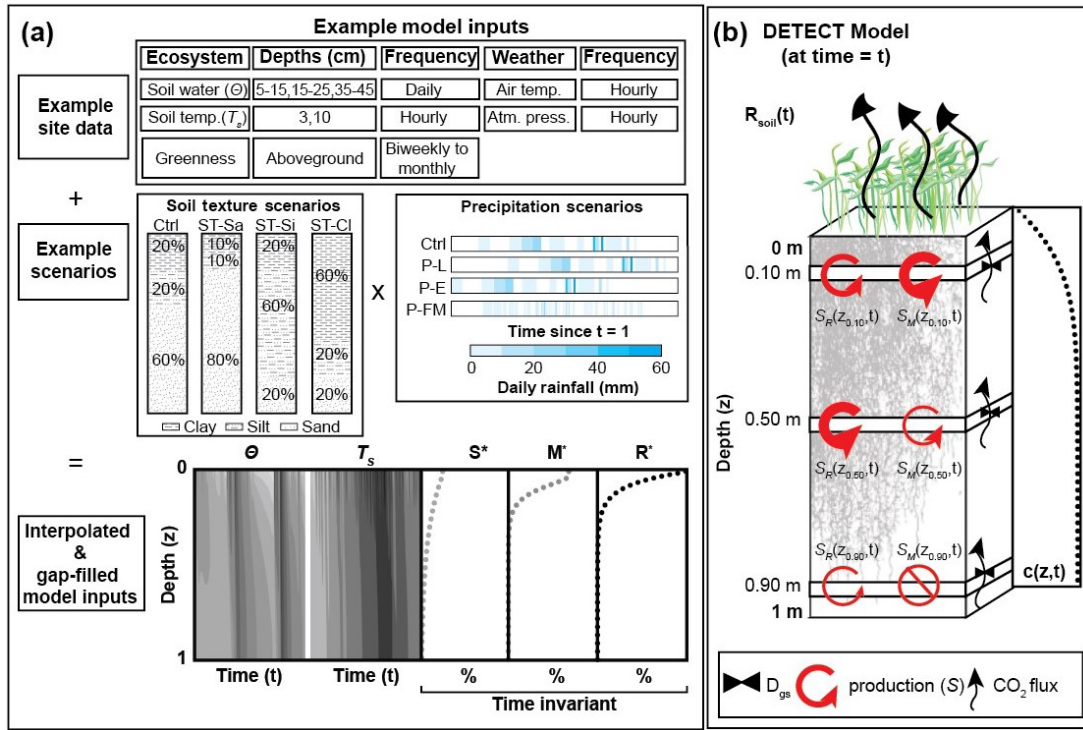 (a)
Example model inputs
Example
site data
Ecosystem Depths (cm) Frequency Weather Frequency
Soil water (Θ) 5-15,15-25,35-45 Daily Air temp. Hourly
Soil temp.(Ts) 3,10 Hourly Atm. press. Hourly
Greenness Aboveground Biweekly to
monthly
+
Example
scenarios
Soil texture scenarios
Ctrl ST-Sa ST-Si ST-Cl
20% 10% 20%
10% 60%
20% 60%
60% 80% 20%
20% 20%
Clay Silt Sand
X
Precipitation scenarios
Ctrl
P-L
P-E
P-FM
Time since t = 1
0 20 40 60
Daily rainfall (mm)
=
Interpolated
&
gap-filled
model inputs
Θ Ts S* M* R*
0
Depth (z)
1
Time (t) Time (t) % % %
Time invariant
(b) DETECT Model
(at time = t)
Rsoil(t)
0 m
0.10 m
SR(z0.10,t) SM(z0.10,t)
Depth (z)
0.50 m
SR(z0.50,t) SM(z0.50,t)
SR(z0.90,t) SM(z0.90,t)
0.90 m
c(z,t)
1 m
Dgs production (S) CO2 flux